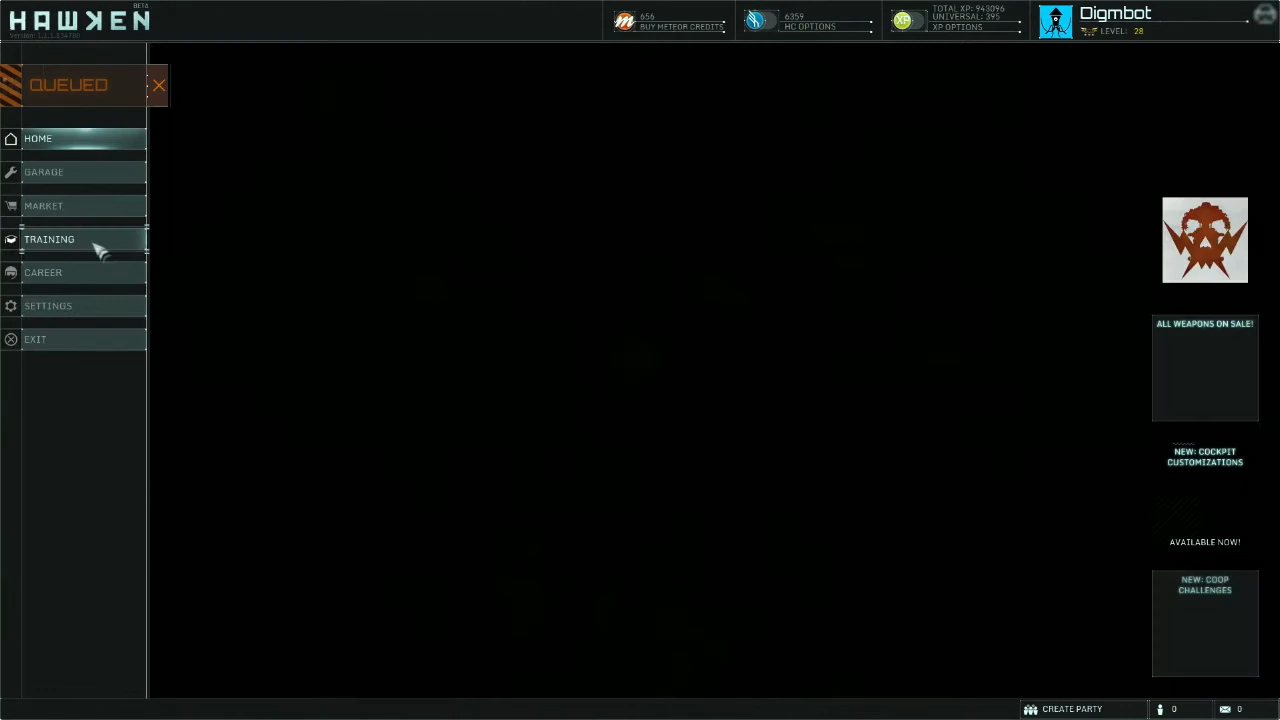 HAWKEN
BETA
656
BUY METEOR CREDITS
6359
HC OPTIONS
XP
TOTAL XP: 943096
UNIVERSAL: 395
XP OPTIONS
Digmbot
LEVEL: 28
QUEUED
HOME
GARAGE
MARKET
TRAINING
CAREER
SETTINGS
EXIT
ALL WEAPONS ON SALE!
NEW: COCKPIT
CUSTOMIZATIONS
AVAILABLE NOW!
NEW: COOP
CHALLENGES
CREATE PARTY
0
0